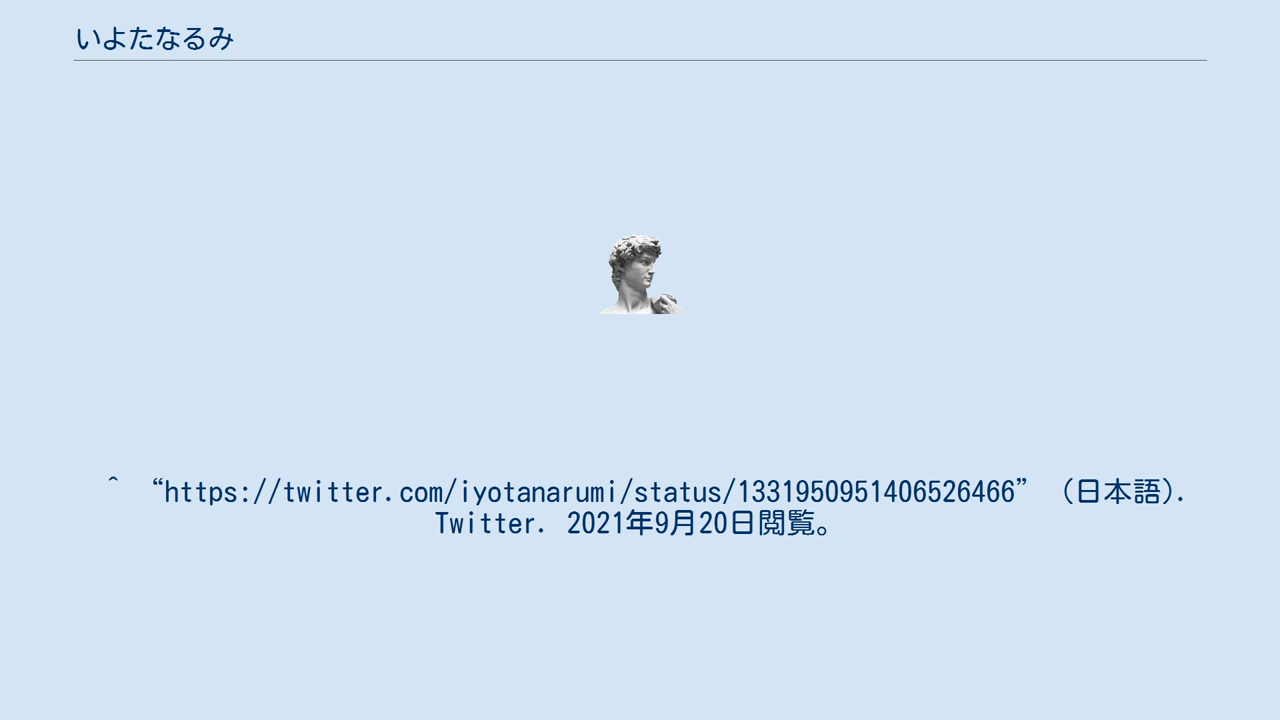 いよたなるみ
^ “https://twitter.com/iyotanarumi/status/1331950951406526466” (日本語).
Twitter. 2021年9月20日閲覧。